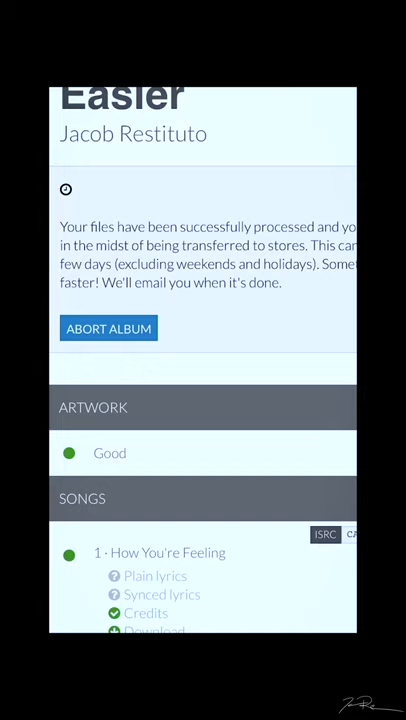 Easier
Jacob Restituto
Your files have been successfully processed and yo
in the midst of being transferred to stores. This can
few days (excluding weekends and holidays). Somet
faster! We'll email you when it's done.
ABORT ALBUM
ARTWORK
Good
SONGS
ISRC CA
1 · How You're Feeling
Plain lyrics
Synced lyrics
Credits
Download